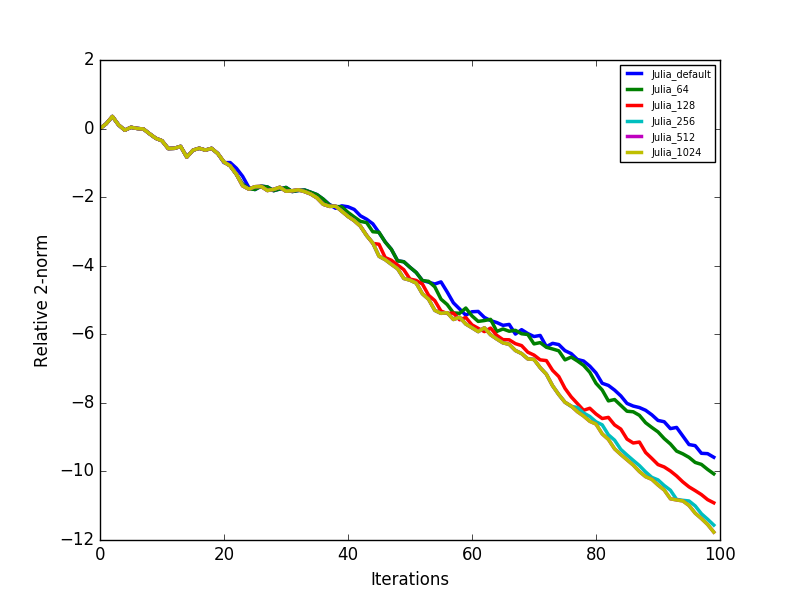 2
0
−2
−4
−6
−8
−10
−12
Relative 2-norm
Julia_default
Julia_64
Julia_128
Julia_256
Julia_512
Julia_1024
0 20 40 60 80 100
Iterations